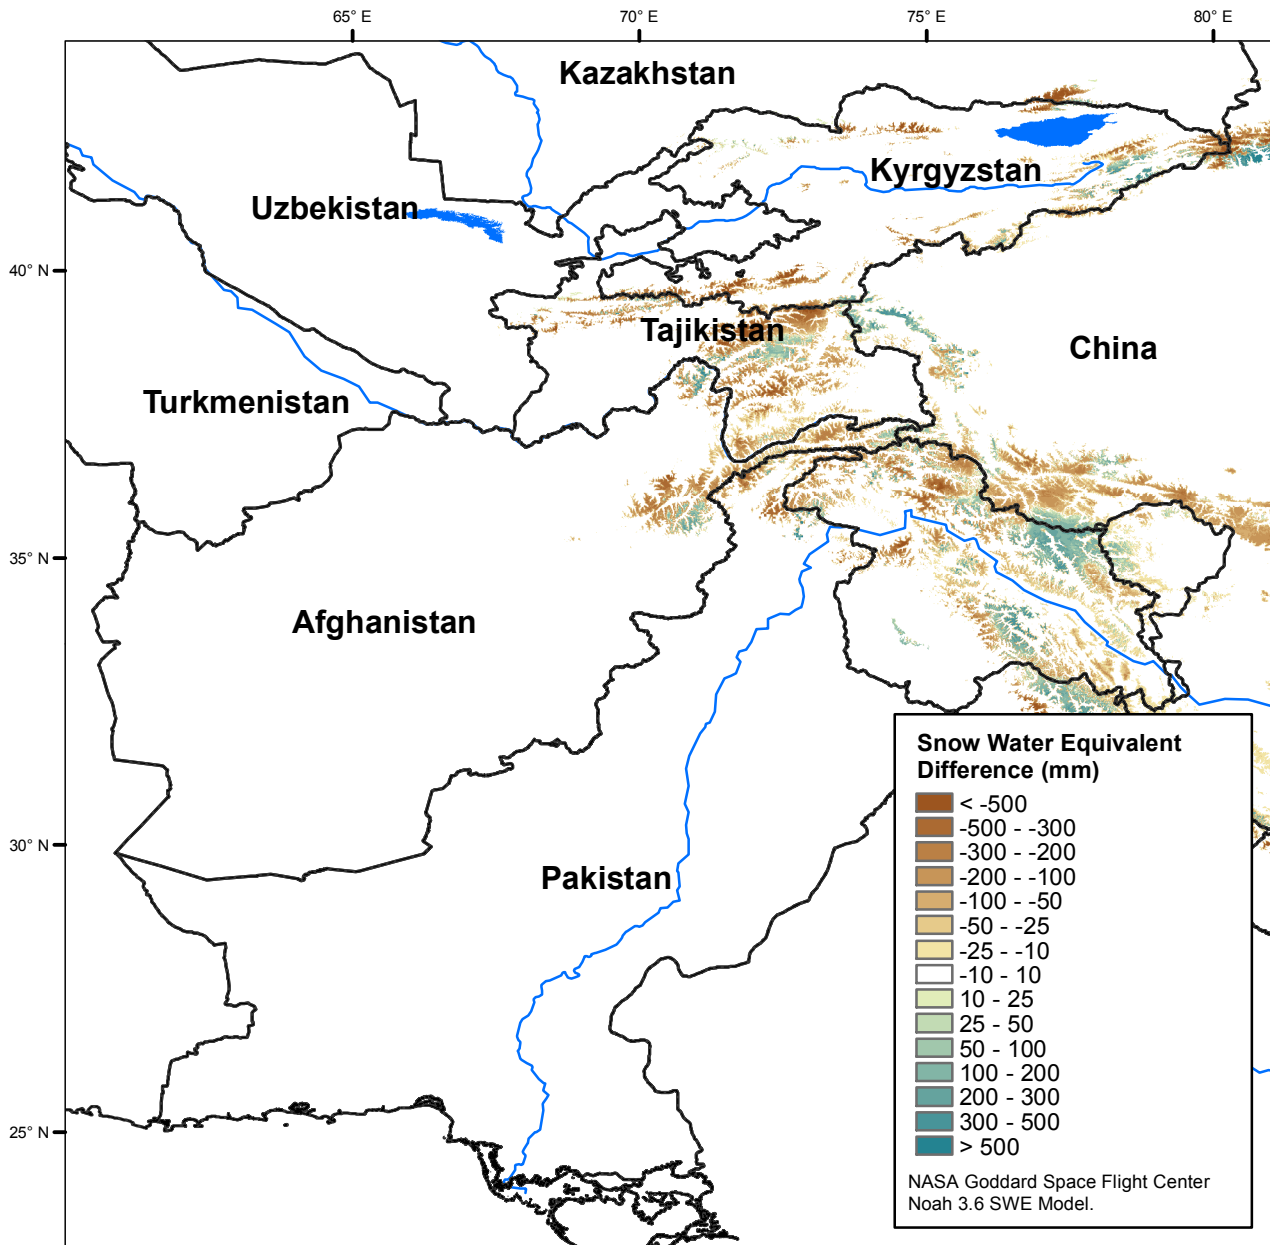 65° E
70° E
75° E
80° E
Kazakhstan
Kyrgyzstan
Uzbekistan
40° N
Tajikistan
China
Turkmenistan
35° N
Afghanistan
30° N
Pakistan
25° N
Snow Water Equivalent
Difference (mm)
< -500
-500 - -300
-300 - -200
-200 - -100
-100 - -50
-50 - -25
-25 - -10
-10 - 10
10 - 25
25 - 50
50 - 100
100 - 200
200 - 300
300 - 500
> 500
NASA Goddard Space Flight Center
Noah 3.6 SWE Model.